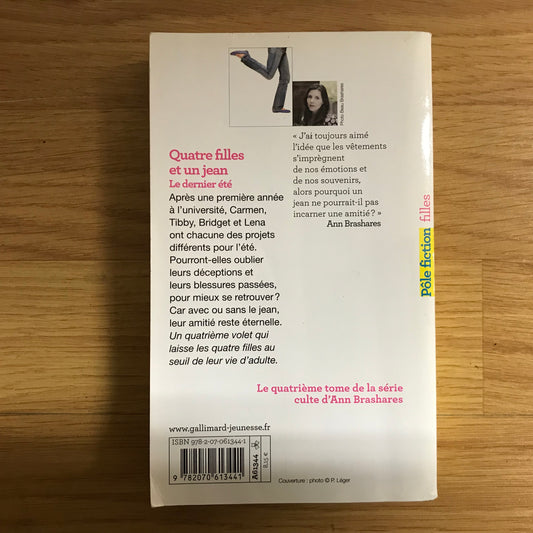 Photo Beau Brashares
« J'ai toujours aimé
l'idée que les vêtements
s'imprègnent
de nos émotions et
de nos souvenirs,
alors pourquoi un
jean ne pourrait-il pas
incarner une amitié ? »
Ann Brashares
Quatre filles
et un jean
Le dernier été
Après une première année
à l'université, Carmen,
Tibby, Bridget et Lena
ont chacune des projets
différents pour l'été.
Pourront-elles oublier
leurs déceptions et
leurs blessures passées,
pour mieux se retrouver ?
Car avec ou sans le jean,
leur amitié reste éternelle.
Un quatrième volet qui
laisse les quatre filles au
seuil de leur vie d'adulte.
Le quatrième tome de la série
culte d'Ann Brashares
www.gallimard-jeunesse.fr
ISBN 978-2-07-061344-1
9 782070 613441
A61344
8,15 €
Couverture : photo © P. Léger
Pôle fiction filles